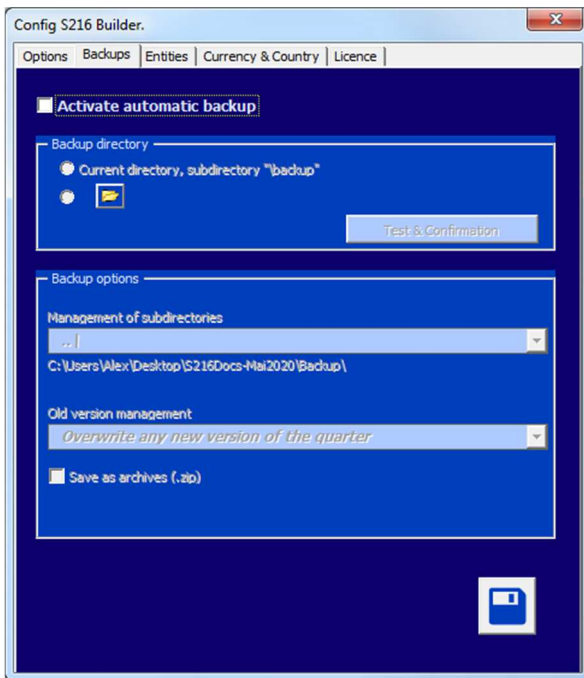 Config S216 Builder.
Options Backups Entities Currency & Country Licence
Activate automatic backup
Backup directory
Current directory, subdirectory "\backup"
Test & Confirmation
Backup options
Management of subdirectories
..\
C:\Users\Alex\Desktop\S216Docs-Mai2020\Backup\
Old version management
Overwrite any new version of the quarter
Save as archives (.zip)